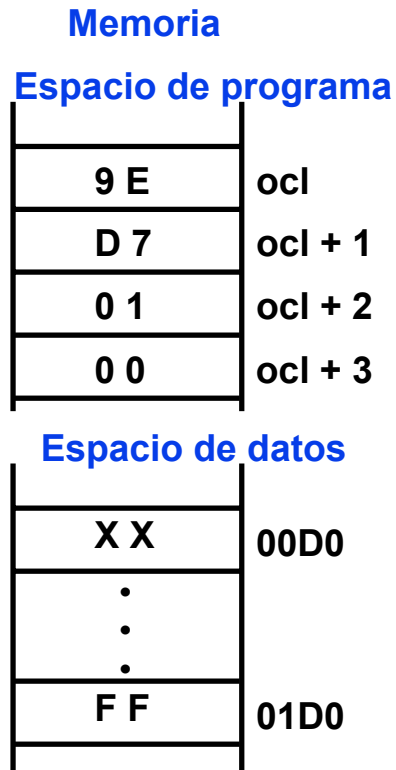 Memoria
Espacio de programa
9 E ocl
D 7 ocl + 1
0 1 ocl + 2
0 0 ocl + 3
Espacio de datos
X X 00D0
F F 01D0